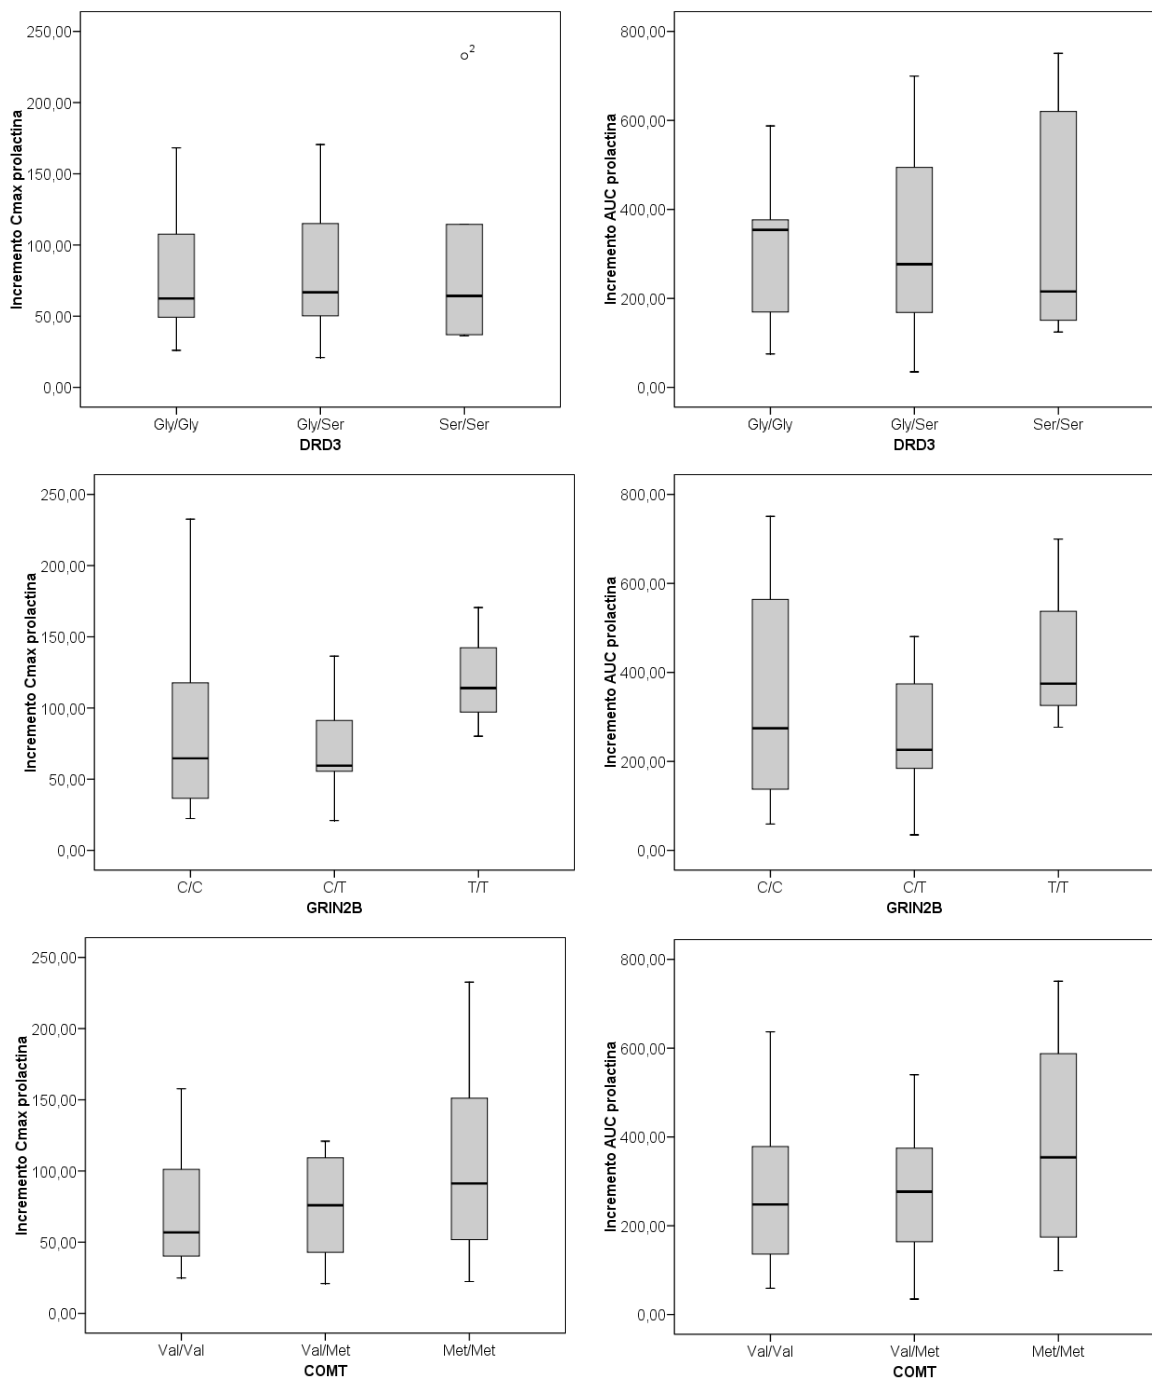 Incremento Cmax prolactina
250,00
200,00
150,00
100,00
50,00
0,00
2
Gly/Gly Gly/Ser Ser/Ser
DRD3
Incremento AUC prolactina
800,00
600,00
400,00
200,00
0,00
Gly/Gly Gly/Ser Ser/Ser
DRD3
Incremento Cmax prolactina
250,00
200,00
150,00
100,00
50,00
0,00
C/C C/T T/T
GRIN2B
Incremento AUC prolactina
800,00
600,00
400,00
200,00
0,00
C/C C/T T/T
GRIN2B
Incremento Cmax prolactina
250,00
200,00
150,00
100,00
50,00
0,00
Val/Val Val/Met Met/Met
COMT
Incremento AUC prolactina
800,00
600,00
400,00
200,00
0,00
Val/Val Val/Met Met/Met
COMT